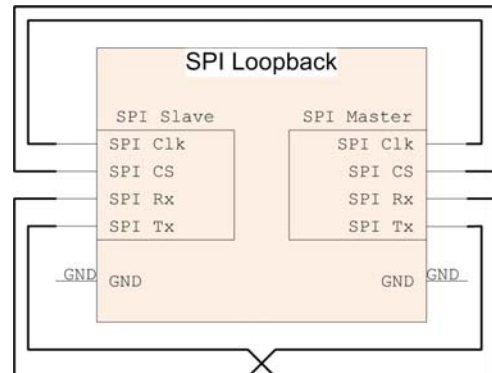 SPI Loopback
SPI Slave
SPI Clk
SPI CS
SPI Rx
SPI Tx
GND
GND
SPI Master
SPI Clk
SPI CS
SPI Rx
SPI Tx
GND
GND